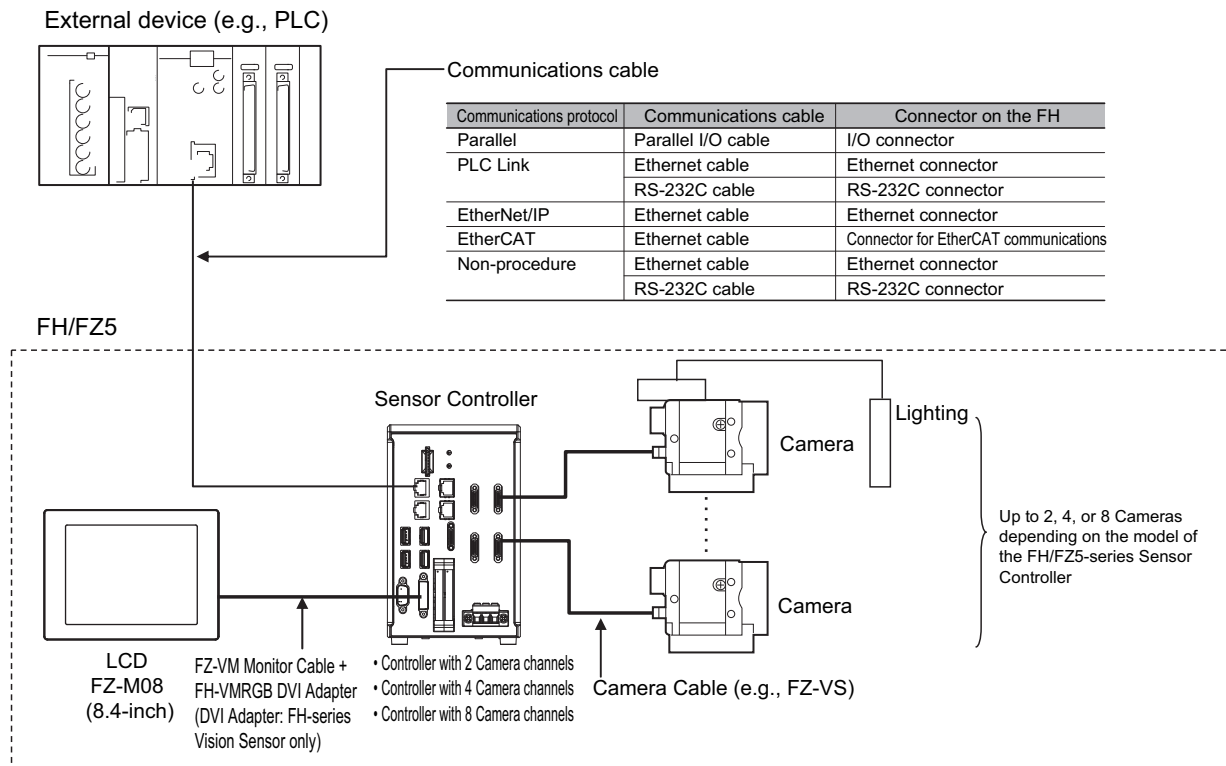 External device (e.g., PLC)
Communications cable
Communications protocol Communications cable Connector on the FH
Parallel Parallel I/O cable I/O connector
PLC Link Ethernet cable Ethernet connector
RS-232C cable RS-232C connector
EtherNet/IP Ethernet cable Ethernet connector
EtherCAT Ethernet cable Connector for EtherCAT communications
Non-procedure Ethernet cable Ethernet connector
RS-232C cable RS-232C connector
FH/FZ5
Sensor Controller
Lighting
Camera
Up to 2, 4, or 8 Cameras
depending on the model of
the FH/FZ5-series Sensor
Controller
Camera
LCD
FZ-M08
(8.4-inch)
FZ-VM Monitor Cable +
FH-VMRGB DVI Adapter
(DVI Adapter: FH-series
Vision Sensor only)
• Controller with 2 Camera channels
• Controller with 4 Camera channels
• Controller with 8 Camera channels
Camera Cable (e.g., FZ-VS)